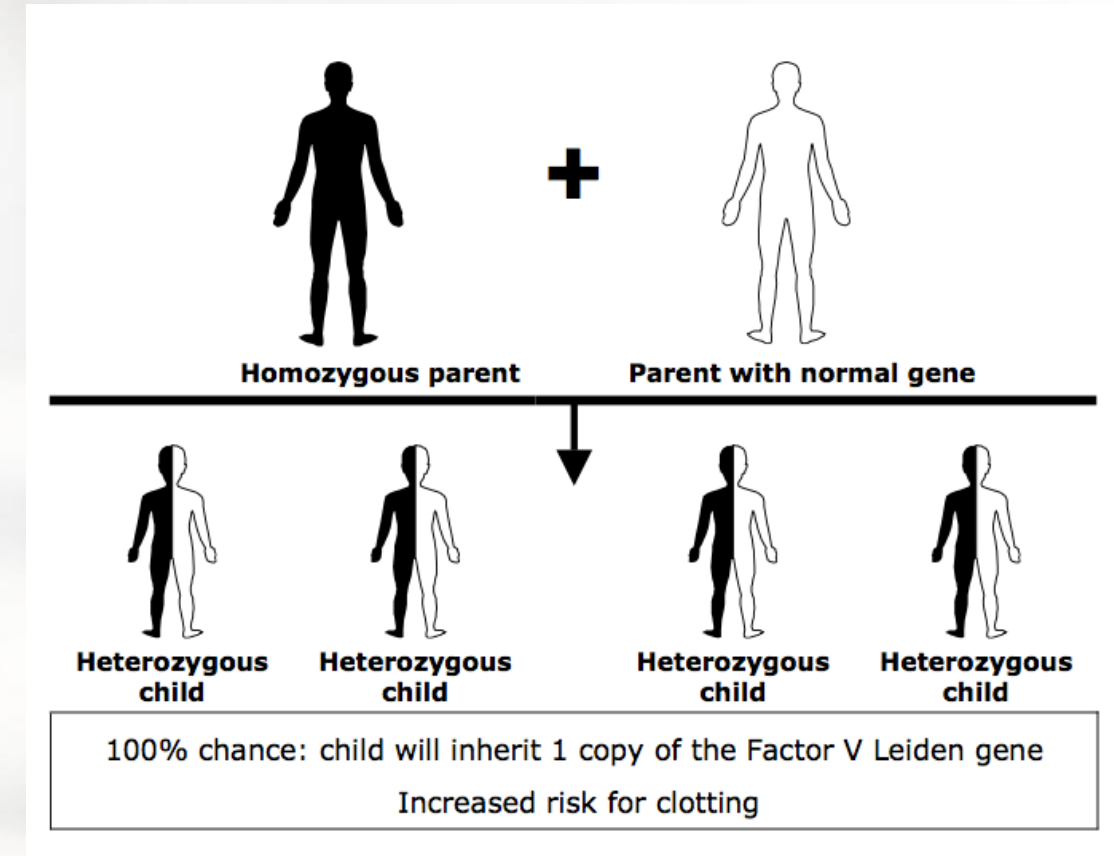 Homozygous parent
Parent with normal gene
Heterozygous child
Heterozygous child
Heterozygous child
Heterozygous child
100% chance: child will inherit 1 copy of the Factor V Leiden gene
Increased risk for clotting